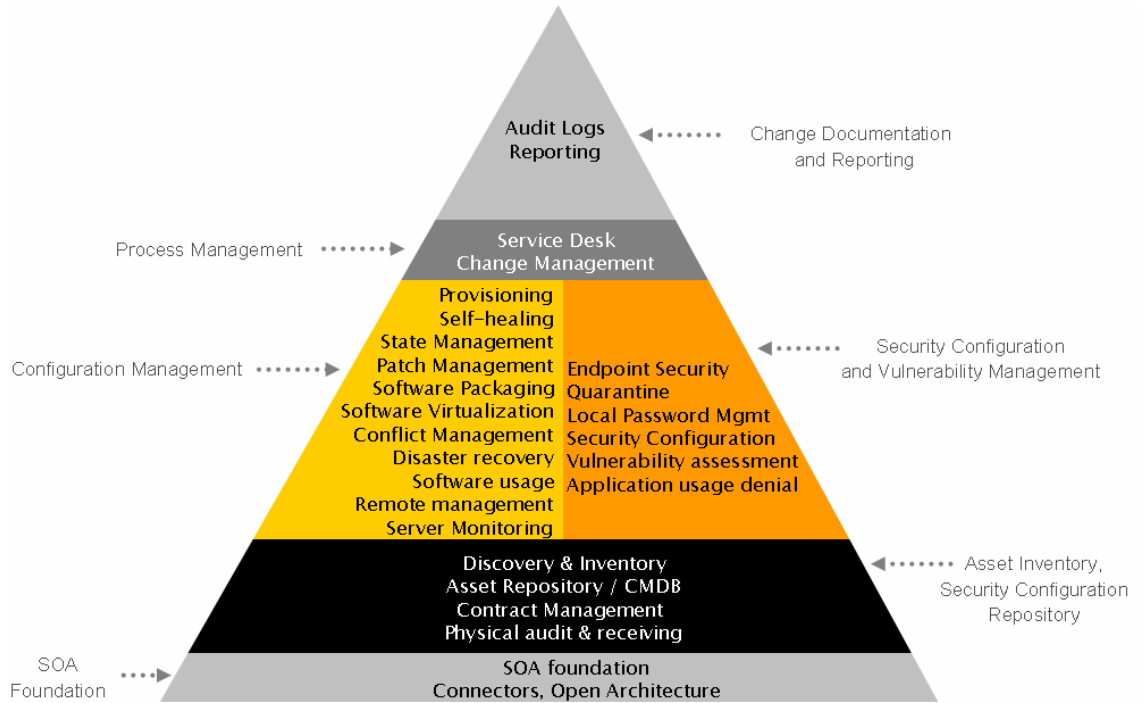 Audit Logs
Reporting
Change Documentation
and Reporting
Process Management
Service Desk
Change Management
Configuration Management
Provisioning
Self-healing
State Management
Patch Management
Software Packaging
Software Virtualization
Conflict Management
Disaster recovery
Software usage
Remote management
Server Monitoring
Endpoint Security
Quarantine
Local Password Mgmt
Security Configuration
Vulnerability assessment
Application usage denial
Security Configuration
and Vulnerability Management
Discovery & Inventory
Asset Repository / CMDB
Contract Management
Physical audit & receiving
Asset Inventory,
Security Configuration
Repository
SOA
Foundation
SOA foundation
Connectors, Open Architecture